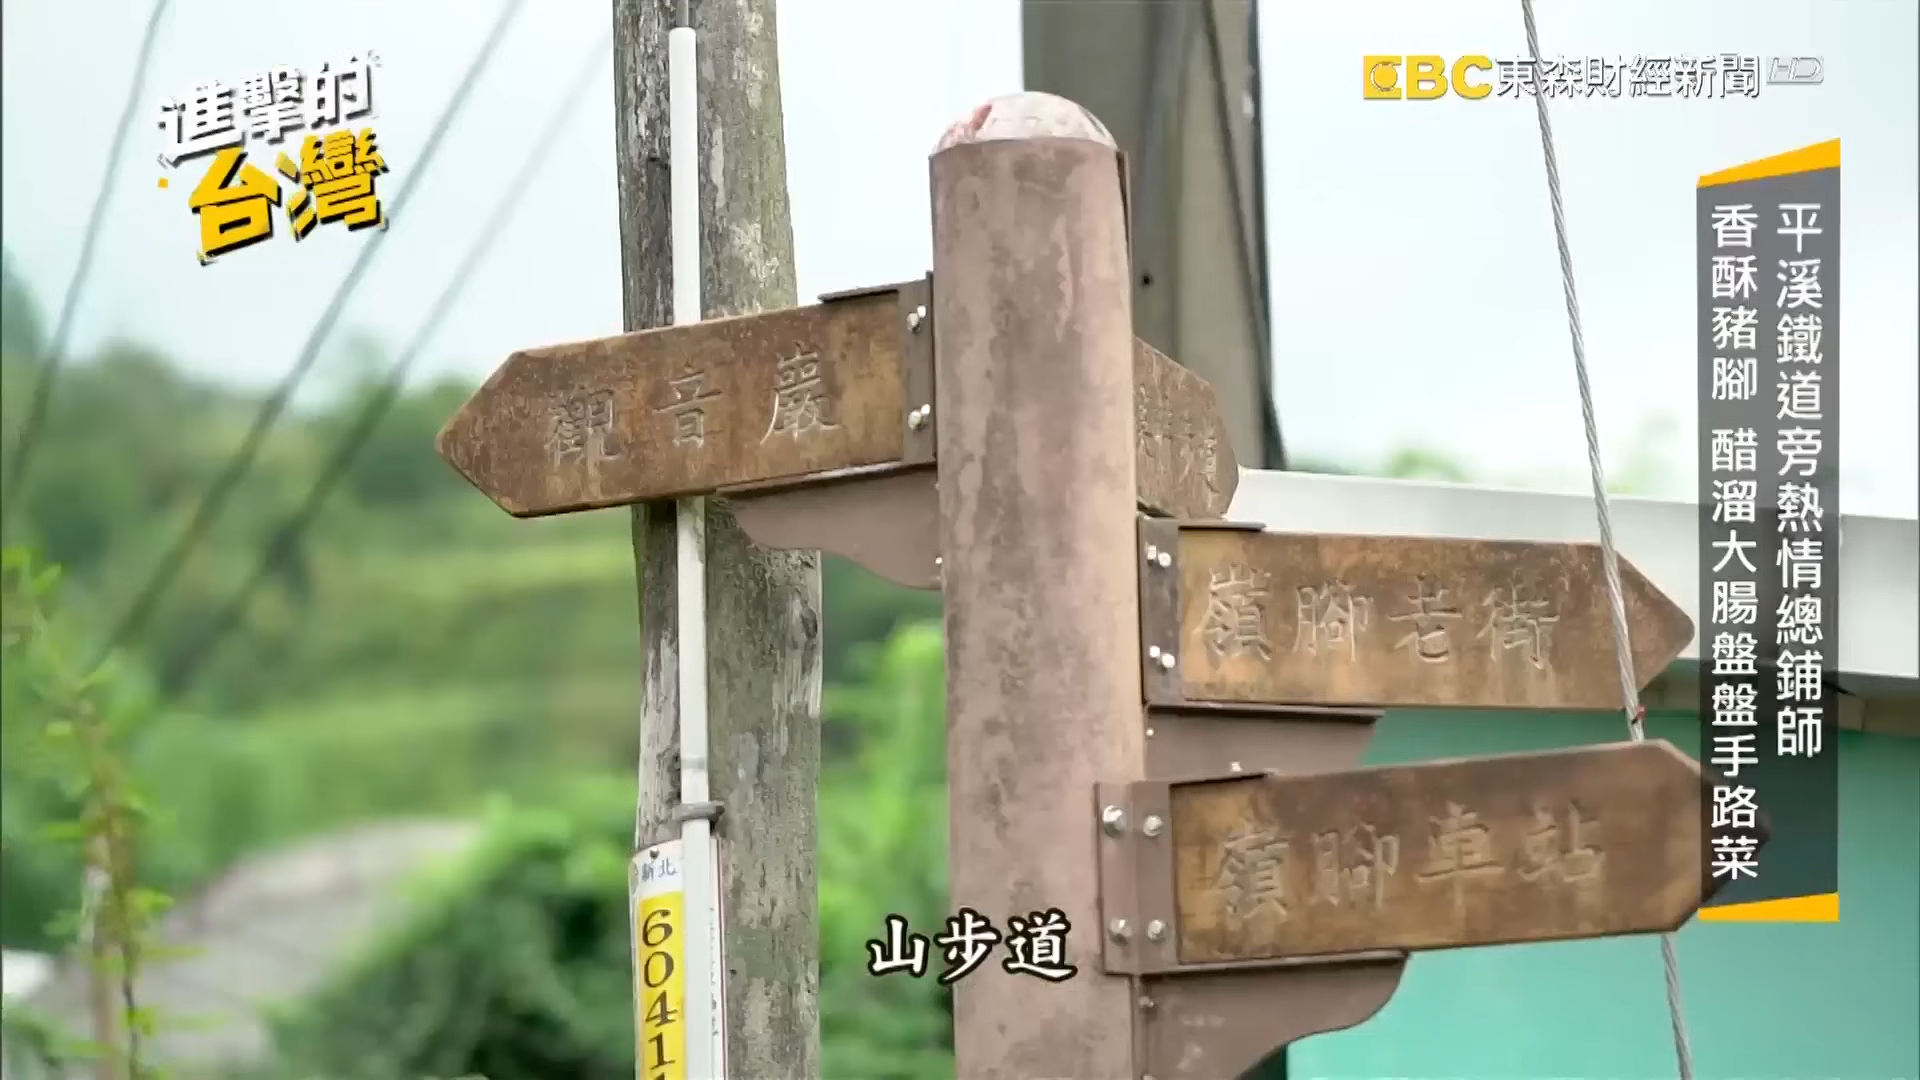 進擊的
台灣
EBC東森財經新聞HD
平溪鐵道旁熱情總鋪師
香酥豬腳 醋溜大腸盤盤手路菜
觀音巖
嶺腳老街
嶺腳車站
新北
6041
山步道